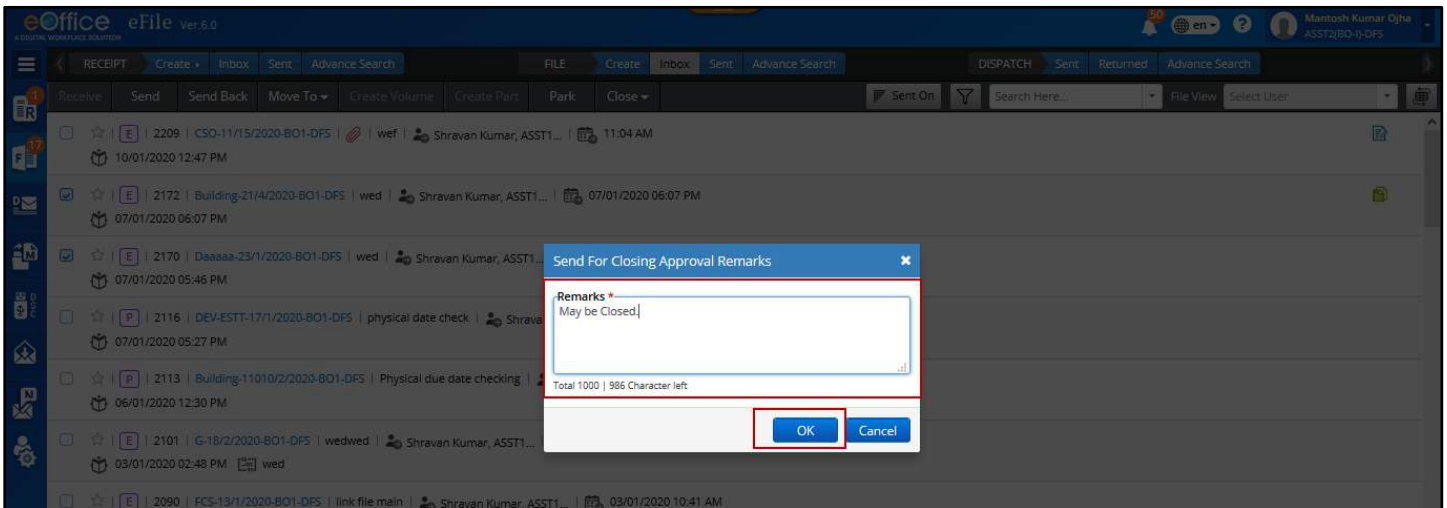 eOffice eFile Ver.6.0
A DIGITAL WORKPLACE SOLUTION
50 en ? Mantosh Kumar Ojha
ASST2(BO-I)-DFS
RECEIPT Create Inbox Sent Advance Search FILE Create Inbox Sent Advance Search DISPATCH Sent Returned Advance Search
Receive Send Send Back Move To Create Volume Create Part Park Close Sent On Search Here... File View Select User
1 R
E | 2209 | CSO-11/15/2020-BO1-DFS | wef | Shravan Kumar, ASST1... | 11:04 AM
10/01/2020 12:47 PM
17 F
E | 2172 | Building-21/4/2020-BO1-DFS | wed | Shravan Kumar, ASST1... | 07/01/2020 06:07 PM
07/01/2020 06:07 PM
D
E | 2170 | Daaaaa-23/1/2020-BO1-DFS | wed | Shravan Kumar, ASST1...
07/01/2020 05:46 PM
M
Send For Closing Approval Remarks
Remarks *
May be Closed.
Total 1000 | 986 Character left
OK Cancel
DSC
P | 2116 | DEV-ESTT-17/1/2020-BO1-DFS | physical date check | Shrava
07/01/2020 05:27 PM
P | 2113 | Building-11010/2/2020-BO1-DFS | Physical due date checking |
06/01/2020 12:30 PM
N
E | 2101 | G-18/2/2020-BO1-DFS | wedwed | Shravan Kumar, ASST1...
03/01/2020 02:48 PM wed
E | 2090 | FCS-13/1/2020-BO1-DFS | link file main | Shravan Kumar, ASST1... | 03/01/2020 10:41 AM